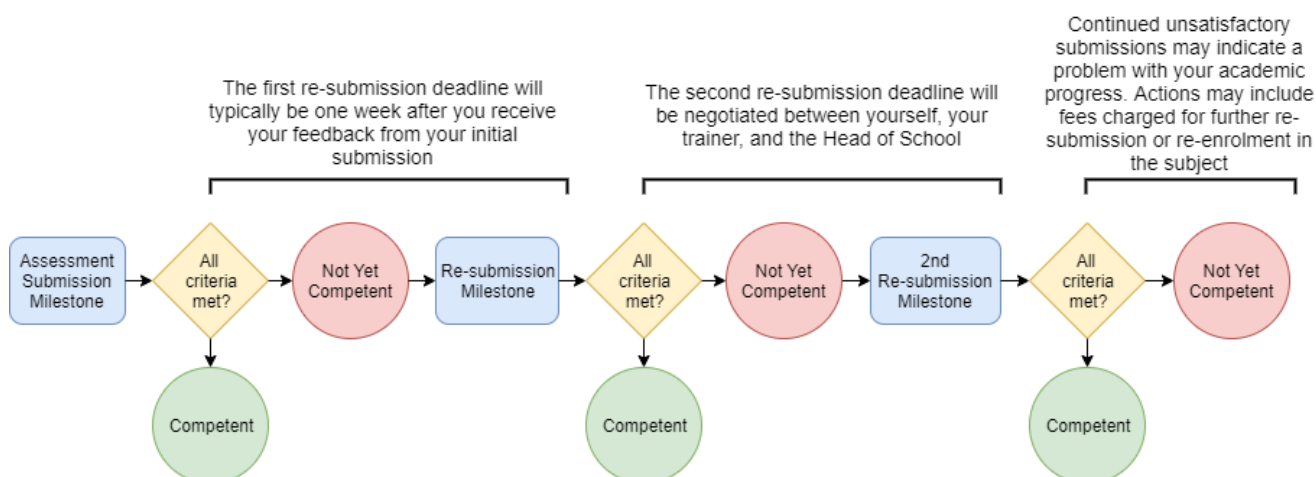 The first re-submission deadline will
typically be one week after you receive
your feedback from your initial
submission
The second re-submission deadline will
be negotiated between yourself, your
trainer, and the Head of School
Continued unsatisfactory
submissions may indicate a
problem with your academic
progress. Actions may include
fees charged for further re-
submission or re-enrolment in
the subject
Assessment
Submission
Milestone
All
criteria
met?
Not Yet
Competent
Re-submission
Milestone
All
criteria
met?
Not Yet
Competent
2nd
Re-submission
Milestone
All
criteria
met?
Not Yet
Competent
Competent
Competent
Competent